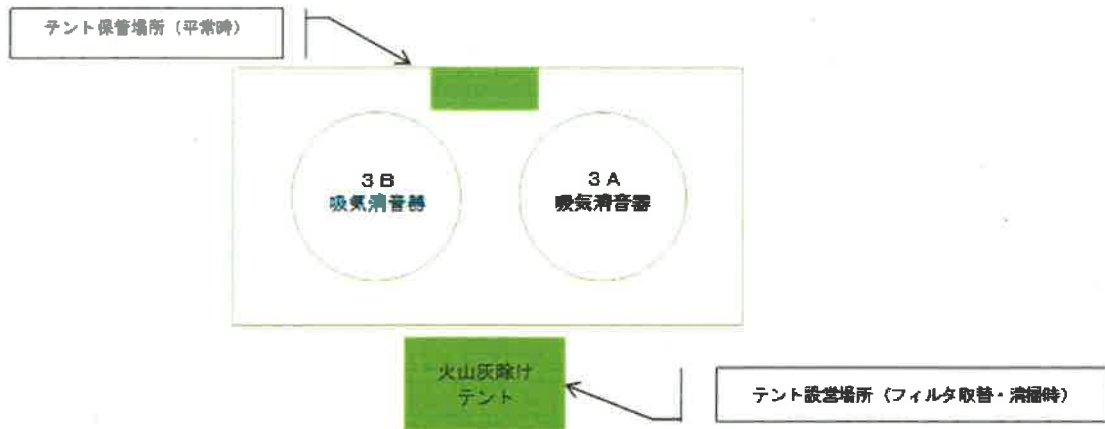 テント保管場所（平常時）
3B
吸気消音器
3A
吸気消音器
火山灰除け
テント
テント設営場所（フィルタ取替・清掃時）